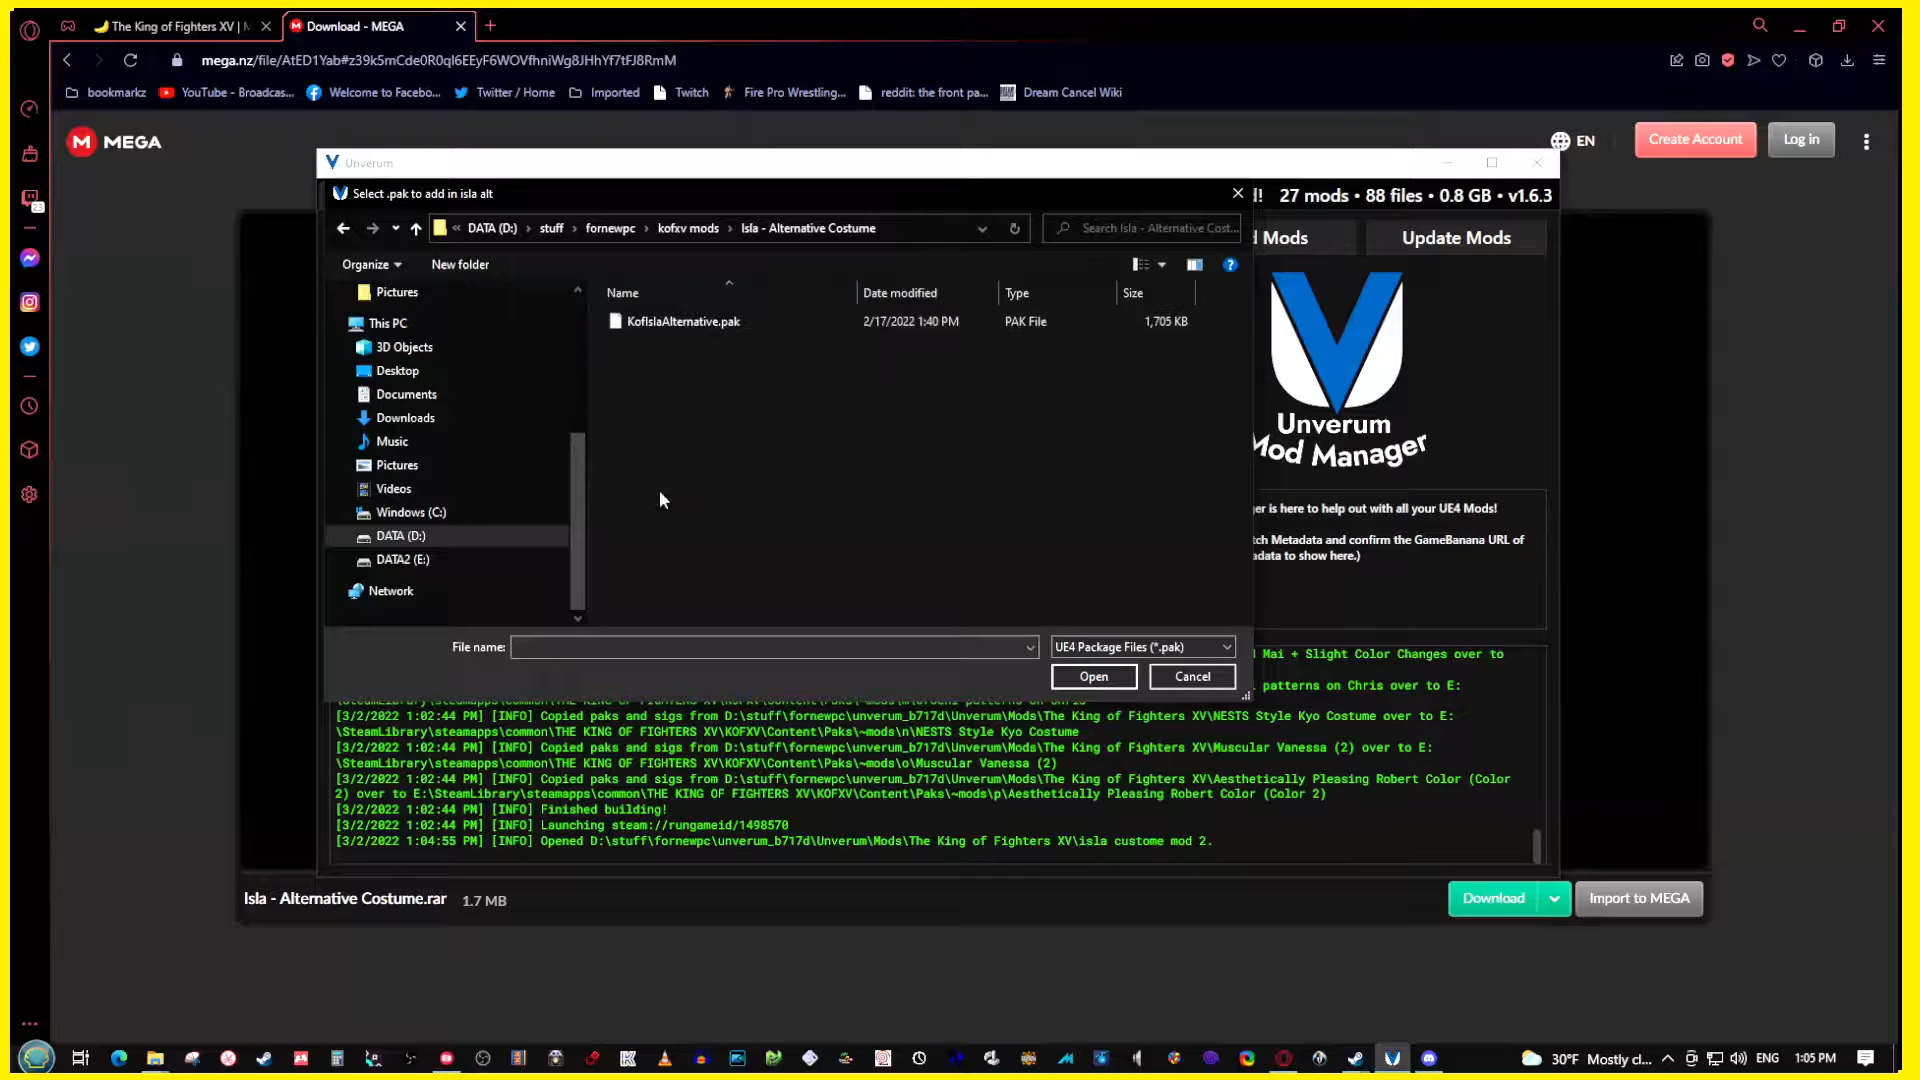 The King of Fighters XV |
Download - MEGA
mega.nz/file/AtED1Yab#z39k5mCde0R0ql6EEyF6WOVfhniWg8JHhYf7tFJ8RmM
bookmarkz
YouTube - Broadcas...
Welcome to Facebo...
Twitter / Home
Imported
Twitch
Fire Pro Wrestling...
reddit: the front pa...
Dream Cancel Wiki
MEGA
EN
Create Account
Log in
Unverum
Select .pak to add in isla alt
27 mods • 88 files • 0.8 GB • v1.6.3
« DATA (D:) › stuff › fornewpc › kofxv mods › Isla - Alternative Costume
Search Isla - Alternative Cost...
Mods
Update Mods
Organize
New folder
Name
Date modified
Type
Size
KofIslaAlternative.pak
2/17/2022 1:40 PM
PAK File
1,705 KB
Pictures
This PC
3D Objects
Desktop
Documents
Downloads
Music
Pictures
Videos
Windows (C:)
DATA (D:)
DATA2 (E:)
Network
Unverum
Mod Manager
er is here to help out with all your UE4 Mods!
tch Metadata and confirm the GameBanana URL of
adata to show here.)
File name:
UE4 Package Files (*.pak)
Open
Cancel
Mai + Slight Color Changes over to
patterns on Chris over to E:
[3/2/2022 1:02:44 PM] [INFO] Copied paks and sigs from D:\stuff\fornewpc\unverum_b717d\Unverum\Mods\The King of Fighters XV\NESTS Style Kyo Costume over to E:
\SteamLibrary\steamapps\common\THE KING OF FIGHTERS XV\KOFXV\Content\Paks\~mods\n\NESTS Style Kyo Costume
[3/2/2022 1:02:44 PM] [INFO] Copied paks and sigs from D:\stuff\fornewpc\unverum_b717d\Unverum\Mods\The King of Fighters XV\Muscular Vanessa (2) over to E:
\SteamLibrary\steamapps\common\THE KING OF FIGHTERS XV\KOFXV\Content\Paks\~mods\o\Muscular Vanessa (2)
[3/2/2022 1:02:44 PM] [INFO] Copied paks and sigs from D:\stuff\fornewpc\unverum_b717d\Unverum\Mods\The King of Fighters XV\Aesthetically Pleasing Robert Color (Color
2) over to E:\SteamLibrary\steamapps\common\THE KING OF FIGHTERS XV\KOFXV\Content\Paks\~mods\p\Aesthetically Pleasing Robert Color (Color 2)
[3/2/2022 1:02:44 PM] [INFO] Finished building!
[3/2/2022 1:02:44 PM] [INFO] Launching steam://rungameid/1498570
[3/2/2022 1:04:55 PM] [INFO] Opened D:\stuff\fornewpc\unverum_b717d\Unverum\Mods\The King of Fighters XV\isla custome mod 2.
Isla - Alternative Costume.rar
1.7 MB
Download
Import to MEGA
30°F Mostly cl...
ENG
1:05 PM